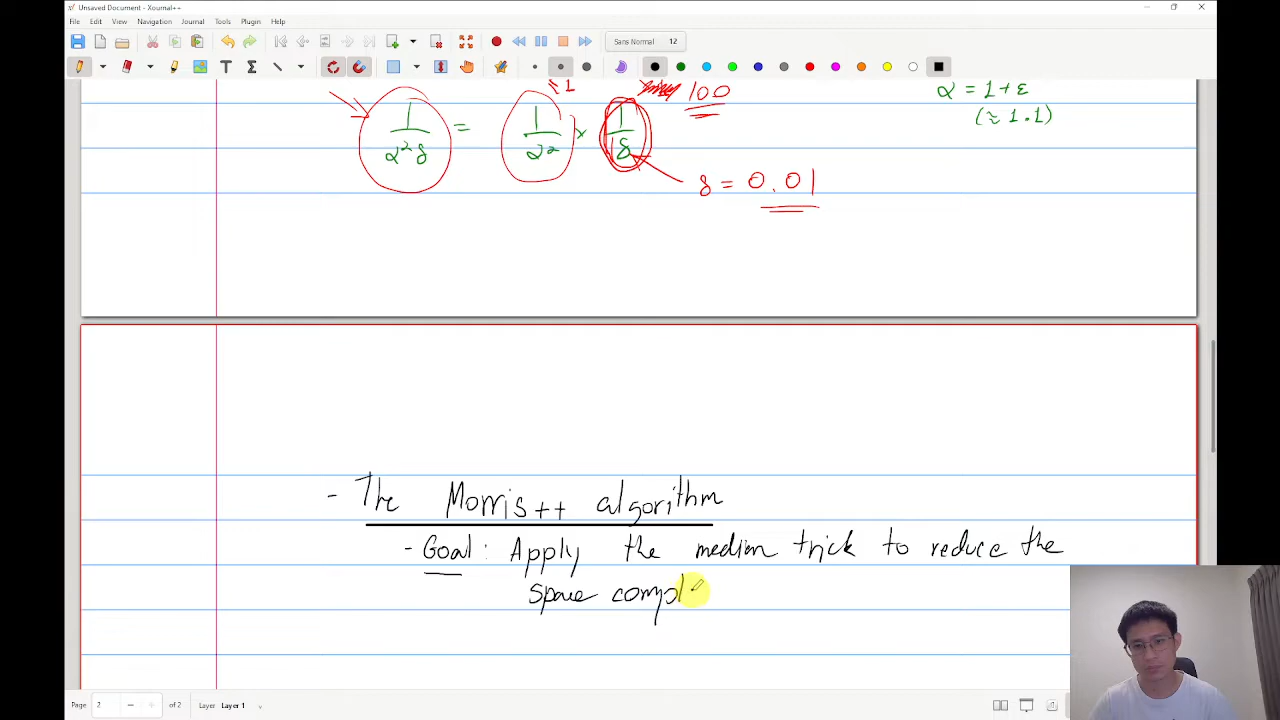 Unsaved Document - Xournal++
File Edit View Navigation Journal Tools Plugin Help
Sans Normal 12
≈1 100 α = 1 + ε
1/α²δ = 1/α² × 1/δ (≈ 1.1)
δ = 0.01
- The Morris++ algorithm
- Goal: Apply the median trick to reduce the
space compl
Page 2 of 2 Layer Layer 1